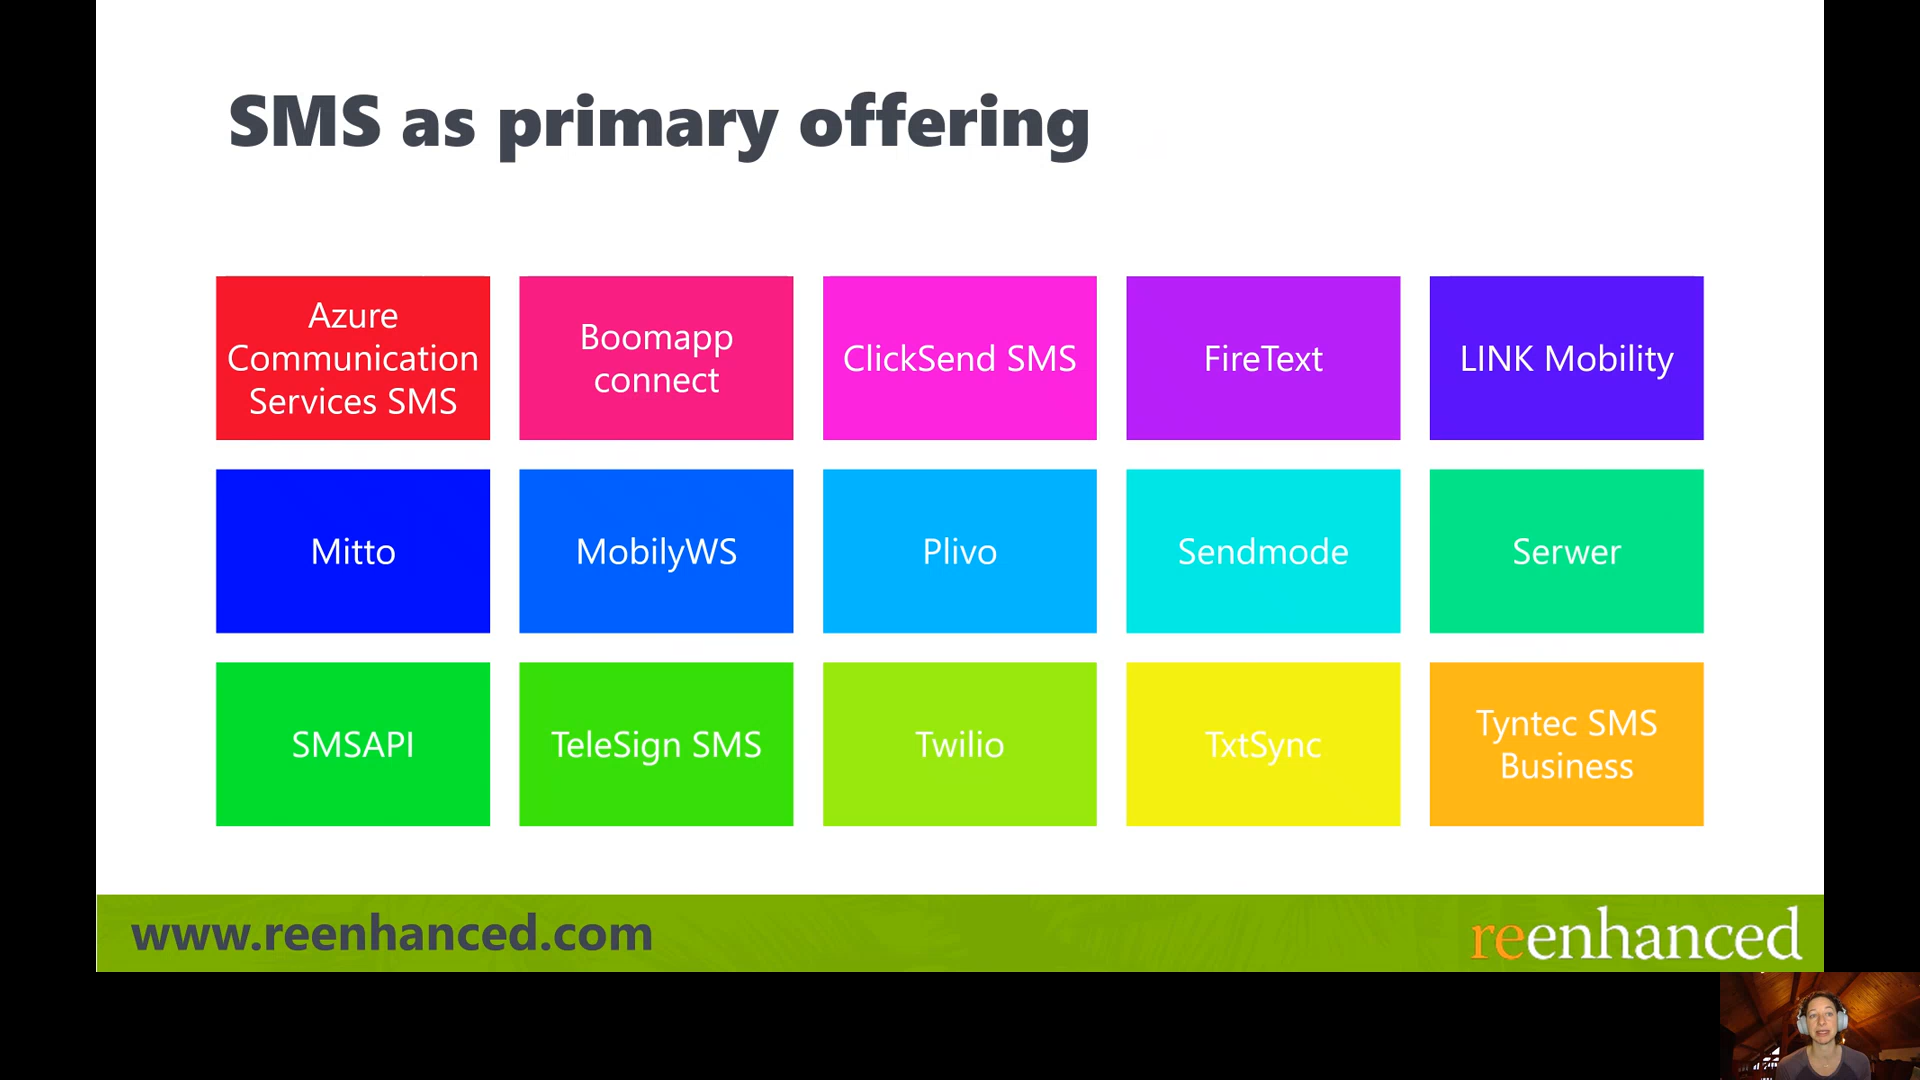 SMS as primary offering
Azure
Communication
Services SMS
Boomapp
connect
ClickSend SMS
FireText
LINK Mobility
Mitto
MobilyWS
Plivo
Sendmode
Serwer
SMSAPI
TeleSign SMS
Twilio
TxtSync
Tyntec SMS
Business
www.reenhanced.com
reenhanced